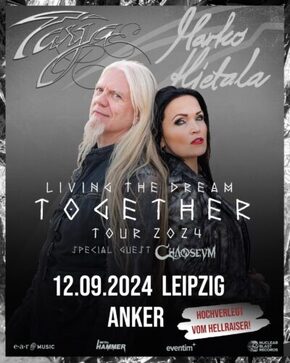 Tarja
Marko
Hietala
LIVING THE DREAM
TOGETHER
TOUR 2024
SPECIAL GUEST CHAOSEUM
12.09.2024 LEIPZIG
ANKER
HOCHVERLEGT
VOM HELLRAISER!
e·a·r MUSIC
METAL HAMMER
eventim
NUCLEAR
BLAST
RECORDS